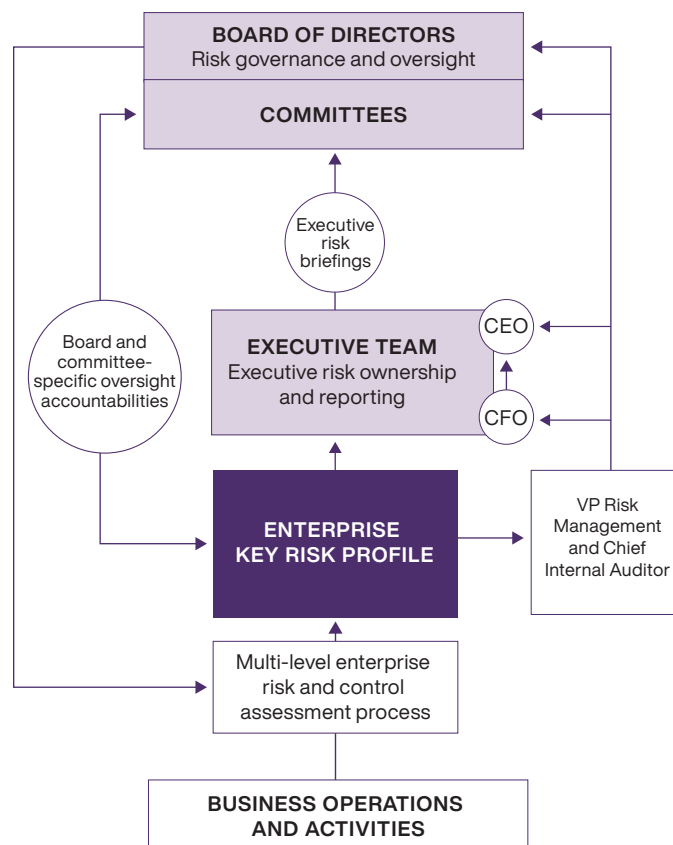 BOARD OF DIRECTORS
Risk governance and oversight
COMMITTEES
Executive
risk
briefings
Board and
committee-
specific oversight
accountabilities
EXECUTIVE TEAM
Executive risk ownership
and reporting
CEO
CFO
ENTERPRISE
KEY RISK PROFILE
VP Risk
Management
and Chief
Internal Auditor
Multi-level enterprise
risk and control
assessment process
BUSINESS OPERATIONS
AND ACTIVITIES